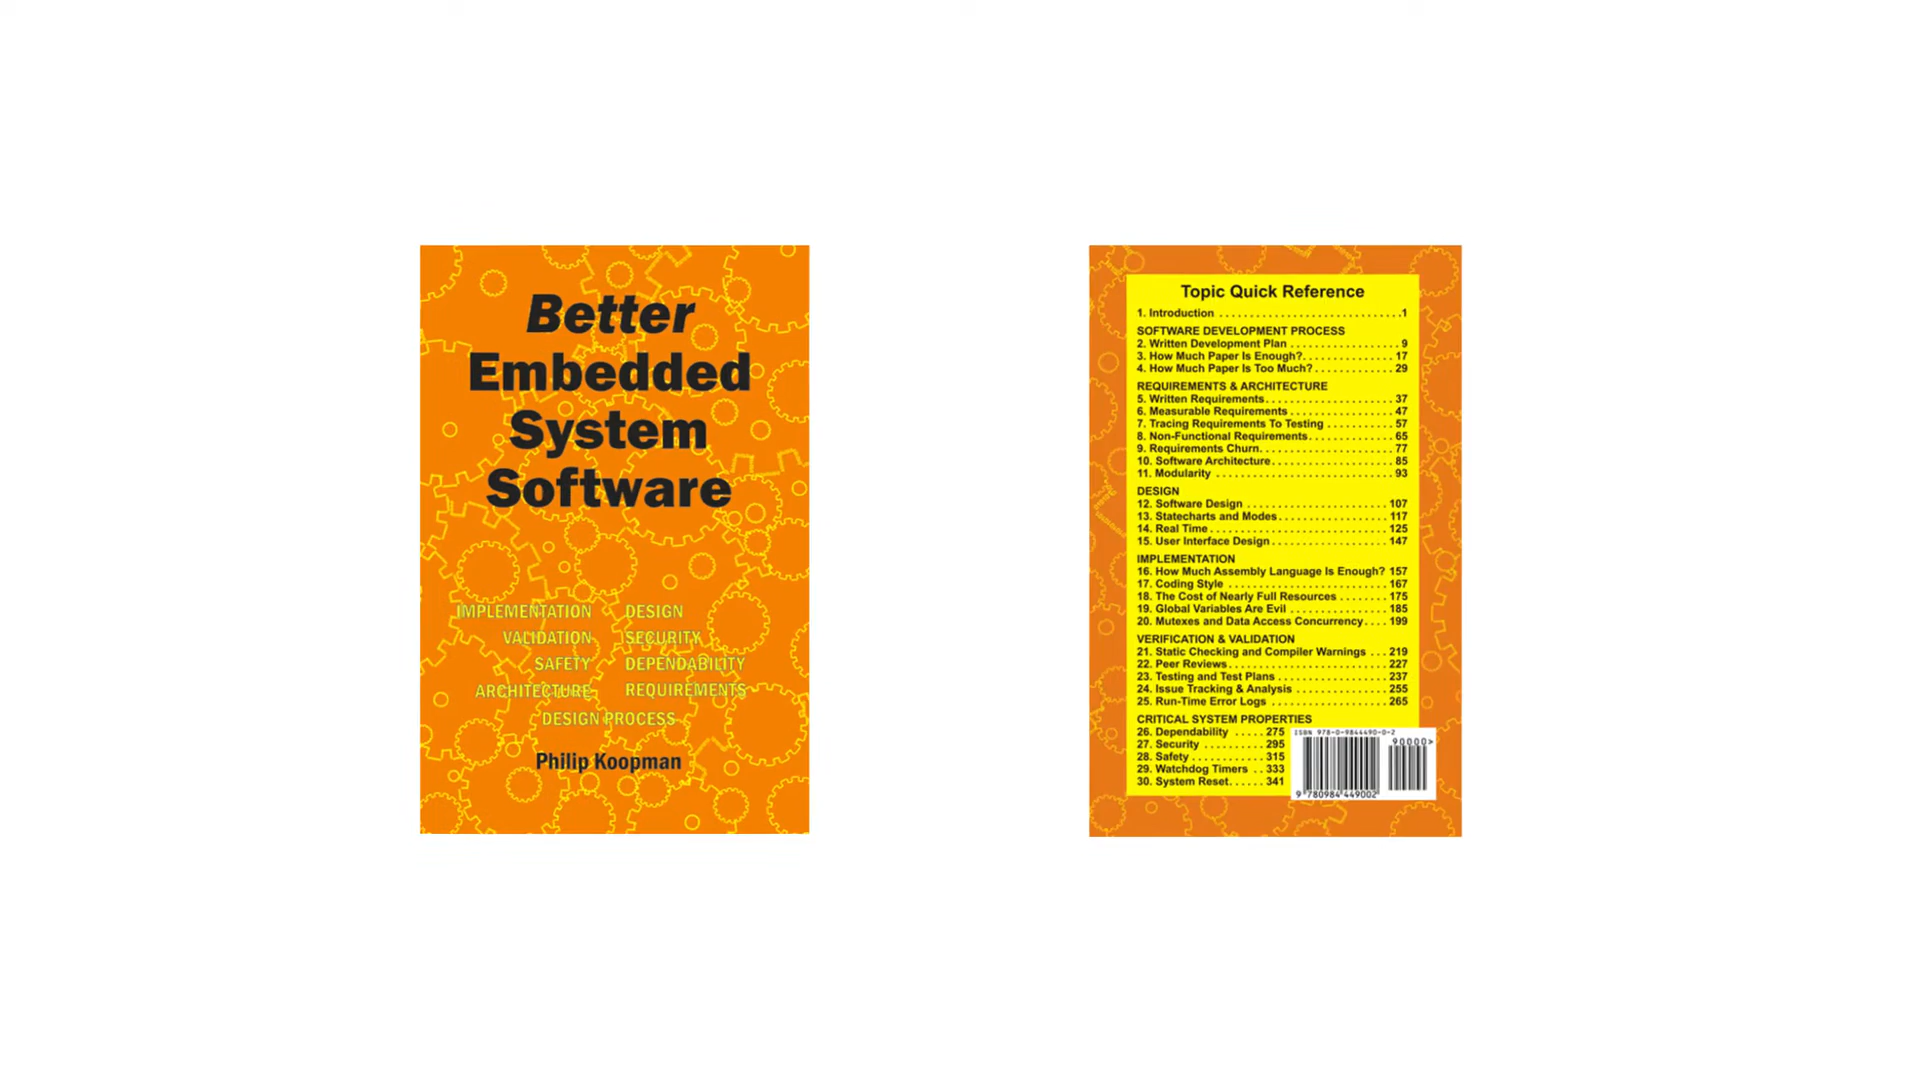 Better
Embedded
System
Software
IMPLEMENTATION DESIGN
VALIDATION SECURITY
SAFETY DEPENDABILITY
ARCHITECTURE REQUIREMENTS
DESIGN PROCESS
Philip Koopman
Topic Quick Reference
1. Introduction . . . . . . . . . . . . . . . . . . . . . . . . . . . .1
SOFTWARE DEVELOPMENT PROCESS
2. Written Development Plan . . . . . . . . . . . . . . . . . . 9
3. How Much Paper Is Enough?. . . . . . . . . . . . . . . 17
4. How Much Paper Is Too Much? . . . . . . . . . . . . . 29
REQUIREMENTS & ARCHITECTURE
5. Written Requirements. . . . . . . . . . . . . . . . . . . . . 37
6. Measurable Requirements . . . . . . . . . . . . . . . . . 47
7. Tracing Requirements To Testing . . . . . . . . . . . 57
8. Non-Functional Requirements. . . . . . . . . . . . . . 65
9. Requirements Churn. . . . . . . . . . . . . . . . . . . . . . 77
10. Software Architecture . . . . . . . . . . . . . . . . . . . . 85
11. Modularity . . . . . . . . . . . . . . . . . . . . . . . . . . . . 93
DESIGN
12. Software Design . . . . . . . . . . . . . . . . . . . . . . . 107
13. Statecharts and Modes. . . . . . . . . . . . . . . . . . 117
14. Real Time . . . . . . . . . . . . . . . . . . . . . . . . . . . . 125
15. User Interface Design . . . . . . . . . . . . . . . . . . . 147
IMPLEMENTATION
16. How Much Assembly Language Is Enough? 157
17. Coding Style . . . . . . . . . . . . . . . . . . . . . . . . . . 167
18. The Cost of Nearly Full Resources . . . . . . . . . 175
19. Global Variables Are Evil . . . . . . . . . . . . . . . . 185
20. Mutexes and Data Access Concurrency. . . . 199
VERIFICATION & VALIDATION
21. Static Checking and Compiler Warnings . . . 219
22. Peer Reviews. . . . . . . . . . . . . . . . . . . . . . . . . . 227
23. Testing and Test Plans . . . . . . . . . . . . . . . . . . 237
24. Issue Tracking & Analysis . . . . . . . . . . . . . . . 255
25. Run-Time Error Logs . . . . . . . . . . . . . . . . . . . 265
CRITICAL SYSTEM PROPERTIES
26. Dependability . . . . . 275
27. Security . . . . . . . . . . 295
28. Safety . . . . . . . . . . . . 315
29. Watchdog Timers . . 333
30. System Reset. . . . . . 341
ISBN 978-0-9844490-0-2
90000>
9 780984 449002